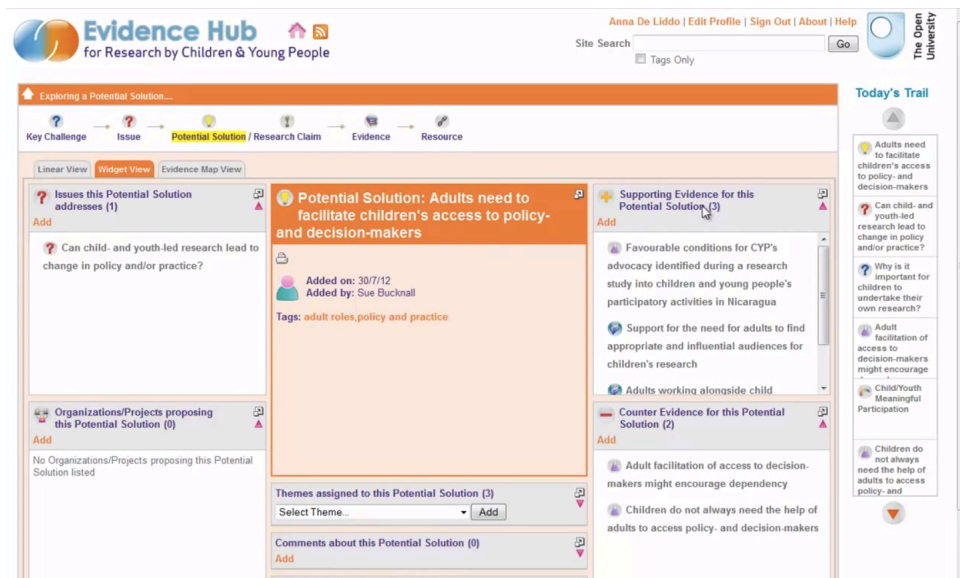 Evidence Hub
for Research by Children & Young People
Anna De Liddo | Edit Profile | Sign Out | About | Help
Site Search
Go
Tags Only
The Open
University
Exploring a Potential Solution....
Key Challenge
Issue
Potential Solution / Research Claim
Evidence
Resource
Linear View
Widget View
Evidence Map View
Issues this Potential Solution
addresses (1)
Add
Can child- and youth-led research lead to
change in policy and/or practice?
Organizations/Projects proposing
this Potential Solution (0)
Add
No Organizations/Projects proposing this Potential
Solution listed
Potential Solution: Adults need to
facilitate children's access to policy-
and decision-makers
Added on: 30/7/12
Added by: Sue Bucknall
Tags: adult roles,policy and practice
Themes assigned to this Potential Solution (3)
Select Theme...
Add
Comments about this Potential Solution (0)
Add
Supporting Evidence for this
Potential Solution (3)
Add
Favourable conditions for CYP's
advocacy identified during a research
study into children and young people's
participatory activities in Nicaragua
Support for the need for adults to find
appropriate and influential audiences for
children's research
Adults working alongside child
Counter Evidence for this Potential
Solution (2)
Add
Adult facilitation of access to decision-
makers might encourage dependency
Children do not always need the help of
adults to access policy- and decision-makers
Today's Trail
Adults need
to facilitate
children's access
to policy- and
decision-makers
Can child- and
youth-led
research lead to
change in policy
and/or practice?
Why is it
important for
children to
undertake their
own research?
Adult
facilitation of
access to
decision-makers
might encourage
Child/Youth
Meaningful
Participation
Children do
not always
need the help of
adults to access
policy- and